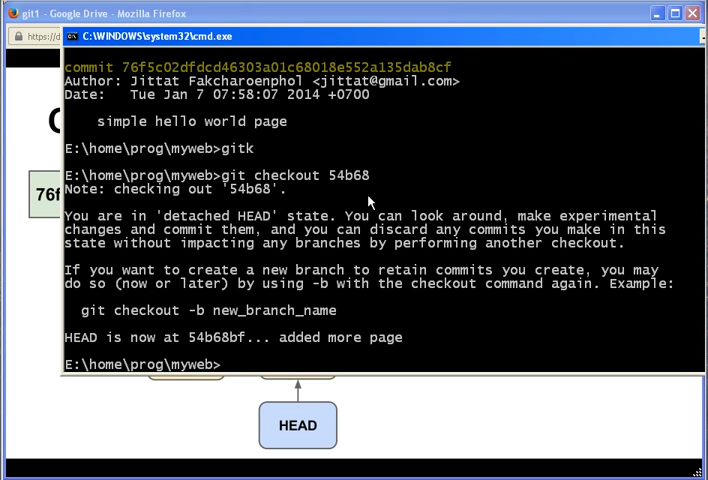 git1 - Google Drive - Mozilla Firefox
https://d
C:\WINDOWS\system32\cmd.exe
commit 76f5c02dfdcd46303a01c68018e552a135dab8cf
Author: Jittat Fakcharoenphol <jittat@gmail.com>
Date:   Tue Jan 7 07:58:07 2014 +0700
simple hello world page
E:\home\prog\myweb>gitk
E:\home\prog\myweb>git checkout 54b68
Note: checking out '54b68'.
76f
You are in 'detached HEAD' state. You can look around, make experimental
changes and commit them, and you can discard any commits you make in this
state without impacting any branches by performing another checkout.
If you want to create a new branch to retain commits you create, you may
do so (now or later) by using -b with the checkout command again. Example:
git checkout -b new_branch_name
HEAD is now at 54b68bf... added more page
E:\home\prog\myweb>
HEAD